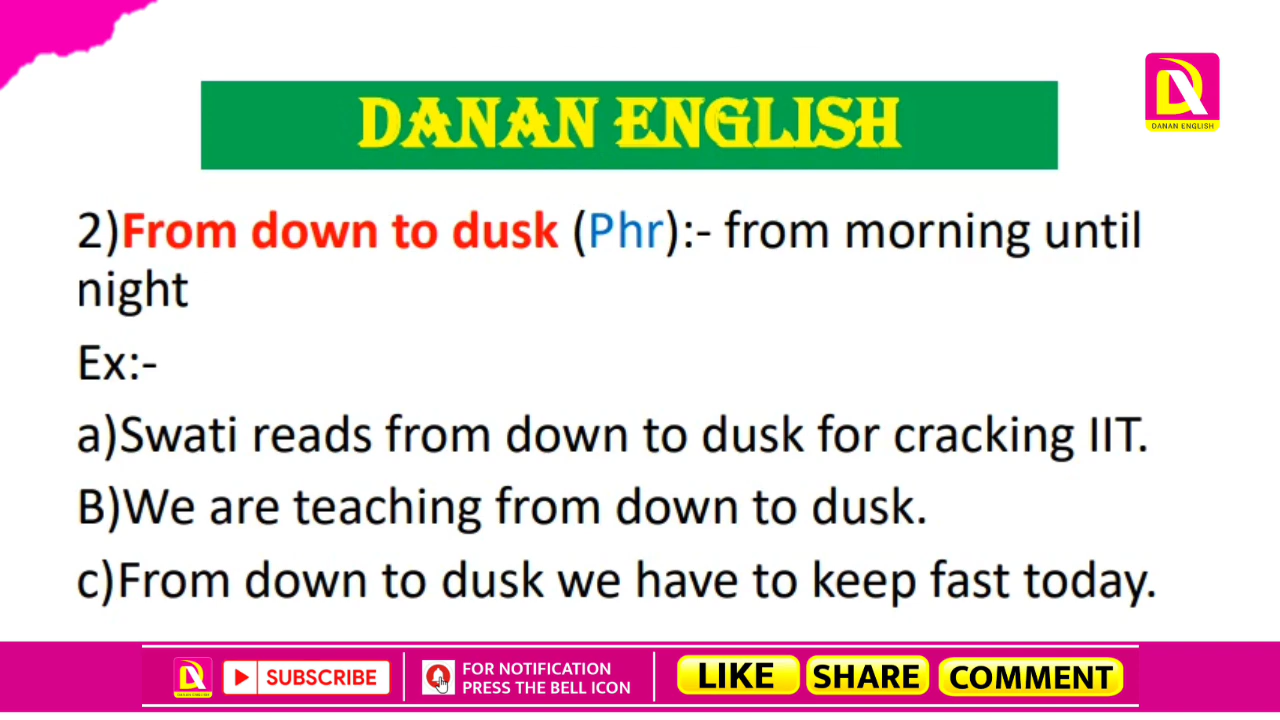 DANAN ENGLISH
DANAN ENGLISH
2)From down to dusk (Phr):- from morning until
night
Ex:-
a)Swati reads from down to dusk for cracking IIT.
B)We are teaching from down to dusk.
c)From down to dusk we have to keep fast today.
SUBSCRIBE
FOR NOTIFICATION
PRESS THE BELL ICON
LIKE
SHARE
COMMENT